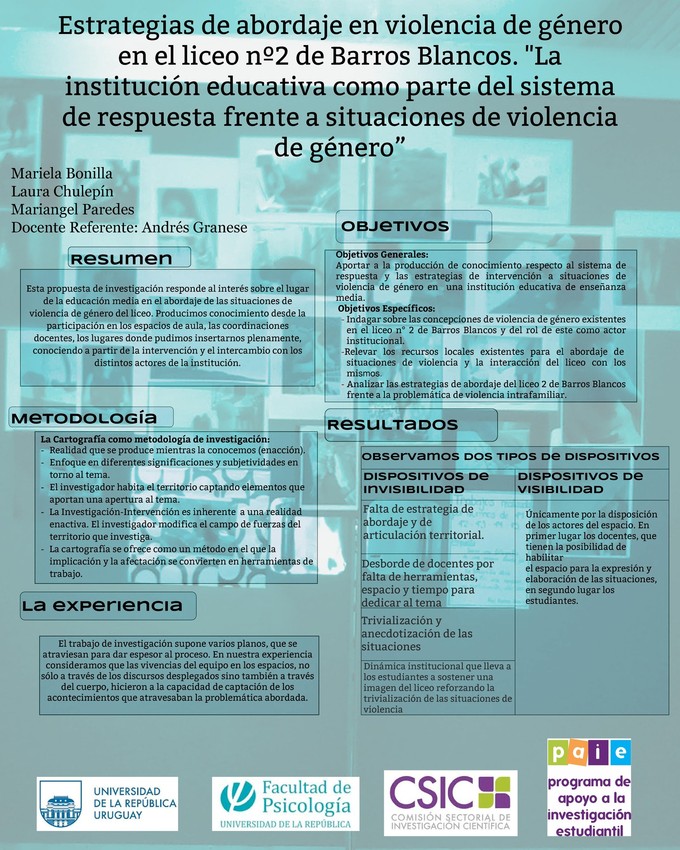 Estrategias de abordaje en violencia de género
en el liceo nº2 de Barros Blancos. "La
institución educativa como parte del sistema
de respuesta frente a situaciones de violencia
de género”
Mariela Bonilla
Laura Chulepín
Mariangel Paredes
Docente Referente: Andrés Granese
Resumen
Esta propuesta de investigación responde al interés sobre el lugar
de la educación media en el abordaje de las situaciones de
violencia de género del liceo. Producimos conocimiento desde la
participación en los espacios de aula, las coordinaciones
docentes, los lugares donde pudimos insertarnos plenamente,
conociendo a partir de la intervención y el intercambio con los
distintos actores de la institución.
Objetivos
Objetivos Generales:
Aportar a la producción de conocimiento respecto al sistema de
respuesta y las estrategias de intervención a situaciones de
violencia de género en una institución educativa de enseñanza
media.
Objetivos Específicos:
- Indagar sobre las concepciones de violencia de género existentes
en el liceo n° 2 de Barros Blancos y del rol de este como actor
institucional.
-Relevar los recursos locales existentes para el abordaje de
situaciones de violencia y la interacción del liceo con los
mismos.
- Analizar las estrategias de abordaje del liceo 2 de Barros Blancos
frente a la problemática de violencia intrafamiliar.
Metodología
La Cartografía como metodología de investigación:
- Realidad que se produce mientra la conocemos (enacción).
- Enfoque en diferentes significaciones y subjetividades en
torno al tema.
- El investigador habita el territorio captando elementos que
aportan una apertura al tema.
- La Investigación-Intervención es inherente a una realidad
enactiva. El investigador modifica el campo de fuerzas del
territorio que investiga.
- La cartografía se ofrece como un método en el que la
implicación y la afectación se convierten en herramientas de
trabajo.
La experiencia
El trabajo de investigación supone varios planos, que se
atraviesan para dar espesor al proceso. En nuestra experiencia
consideramos que las vivencias del equipo en los espacios, no
sólo a través de los discursos desplegados sino también a través
del cuerpo, hicieron a la capacidad de captación de los
acontecimientos que atravesaban la problemática abordada.
Resultados
Observamos dos tipos de dispositivos
Dispositivos de
invisibilidad
Falta de estrategia de
abordaje y de
articulación territorial.
Desborde de docentes por
falta de herramientas,
espacio y tiempo para
dedicar al tema
Trivialización y
anecdotización de las
situaciones
Dinámica institucional que lleva a
los estudiantes a sostener una
imagen del liceo reforzando la
trivialización de las situaciones de
violencia
Dispositivos de
visibilidad
Únicamente por la disposición
de los actores del espacio. En
primer lugar los docentes, que
tienen la posibilidad de
habilitar
el espacio para la expresión y
elaboración de las situaciones,
en segundo lugar los
estudiantes.
UNIVERSIDAD
DE LA REPÚBLICA
URUGUAY
Facultad de
Psicología
UNIVERSIDAD DE LA REPÚBLICA
CSIC
COMISIÓN SECTORIAL DE
INVESTIGACIÓN CIENTÍFICA
paie
programa de
apoyo a la
investigación
estudiantil